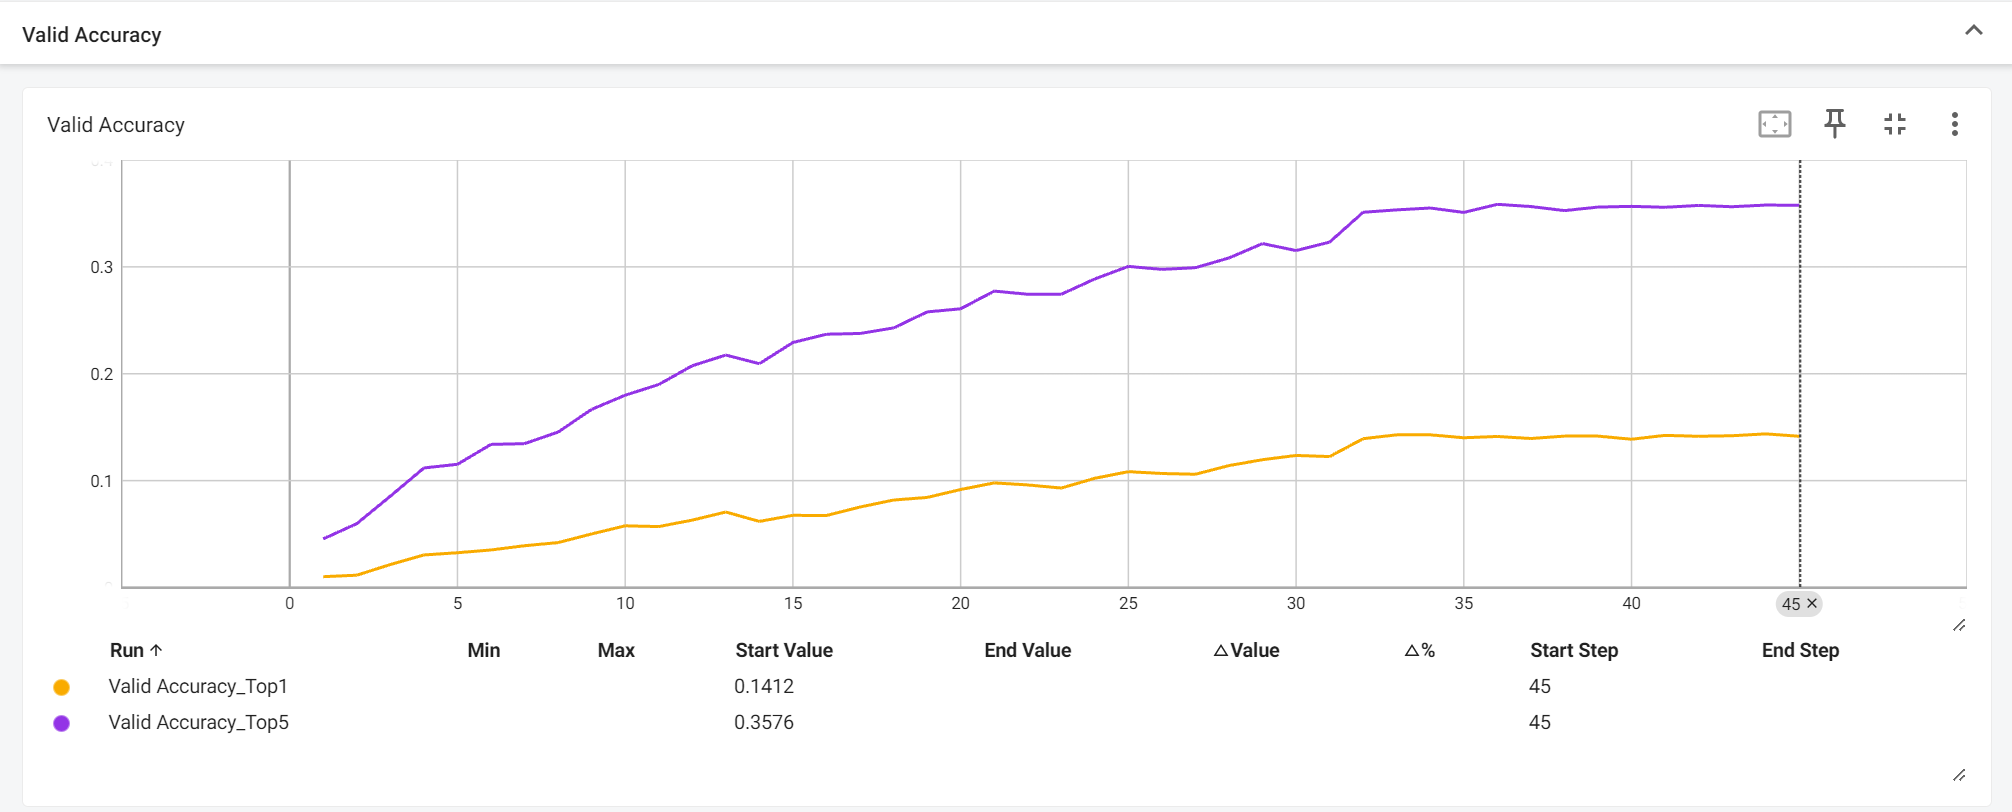 Valid Accuracy
Valid Accuracy
0.3
0.2
0.1
0 5 10 15 20 25 30 35 40 45 ×
Run ↑ Min Max Start Value End Value △Value △% Start Step End Step
Valid Accuracy_Top1 0.1412 45
Valid Accuracy_Top5 0.3576 45